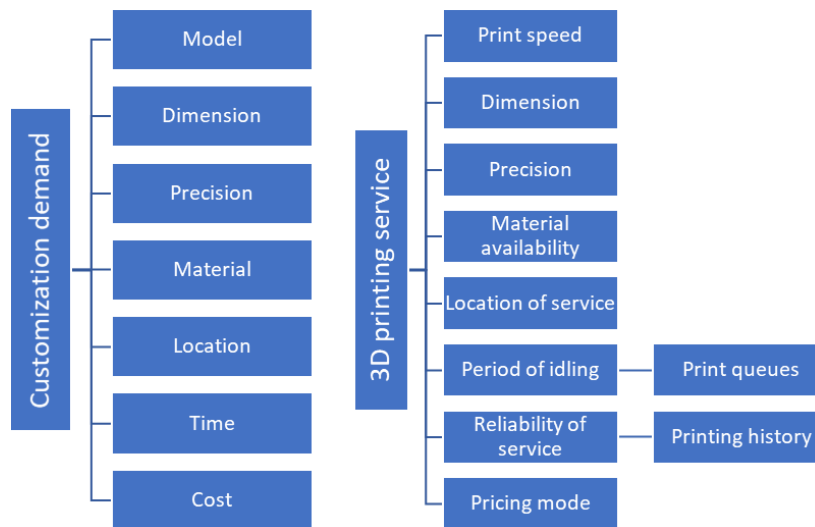 Customization demand
Model
Dimension
Precision
Material
Location
Time
Cost
3D printing service
Print speed
Dimension
Precision
Material
availability
Location of service
Period of idling
Print queues
Reliability of
service
Printing history
Pricing mode